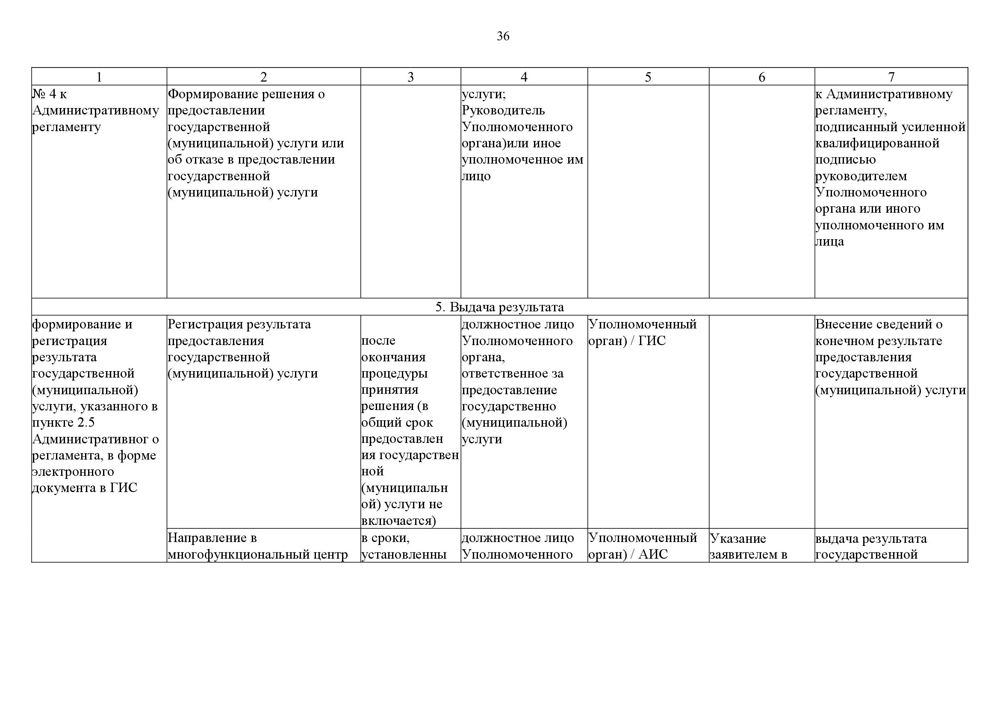 36
1
2
3
4
5
6
7
№ 4 к
Административному
регламенту
Формирование решения о
предоставлении
государственной
(муниципальной) услуги или
об отказе в предоставлении
государственной
(муниципальной) услуги
услуги;
Руководитель
Уполномоченного
органа)или иное
уполномоченное им
лицо
к Административному
регламенту,
подписанный усиленной
квалифицированной
подписью
руководителем
Уполномоченного
органа или иного
уполномоченного им
лица
5. Выдача результата
формирование и
регистрация
результата
государственной
(муниципальной)
услуги, указанного в
пункте 2.5
Административног о
регламента, в форме
электронного
документа в ГИС
Регистрация результата
предоставления
государственной
(муниципальной) услуги
после
окончания
процедуры
принятия
решения (в
общий срок
предоставлен
ия государствен
ной
(муниципальн
ой) услуги не
включается)
должностное лицо
Уполномоченного
органа,
ответственное за
предоставление
государственно
(муниципальной)
услуги
Уполномоченный
орган) / ГИС
Внесение сведений о
конечном результате
предоставления
государственной
(муниципальной) услуги
Направление в
многофункциональный центр
в сроки,
установленны
должностное лицо
Уполномоченного
Уполномоченный
орган) / АИС
Указание
заявителем в
выдача результата
государственной